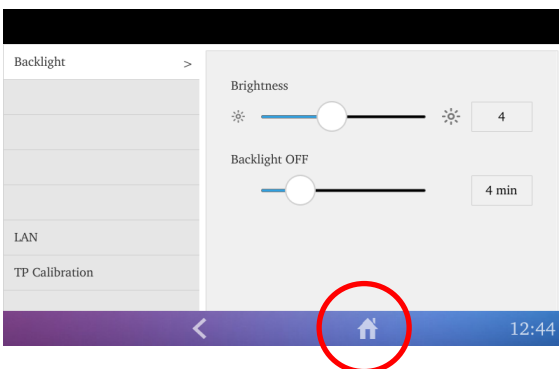 Backlight >
Brightness
4
Backlight OFF
4 min
LAN
TP Calibration
12:44